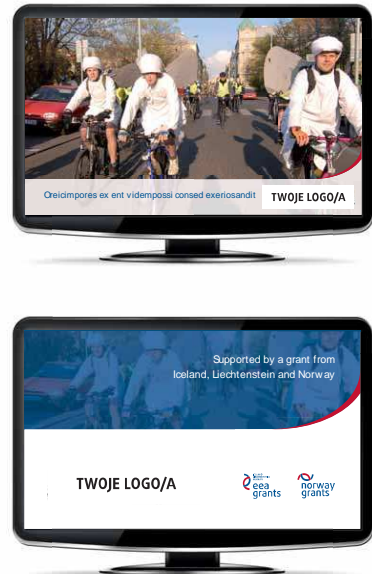 Oreicimpores ex ent vidempossi consed exeriosandit
TWOJE LOGO/A
Supported by a grant from
Iceland, Liechtenstein and Norway
TWOJE LOGO/A
eea
grants
norway
grants